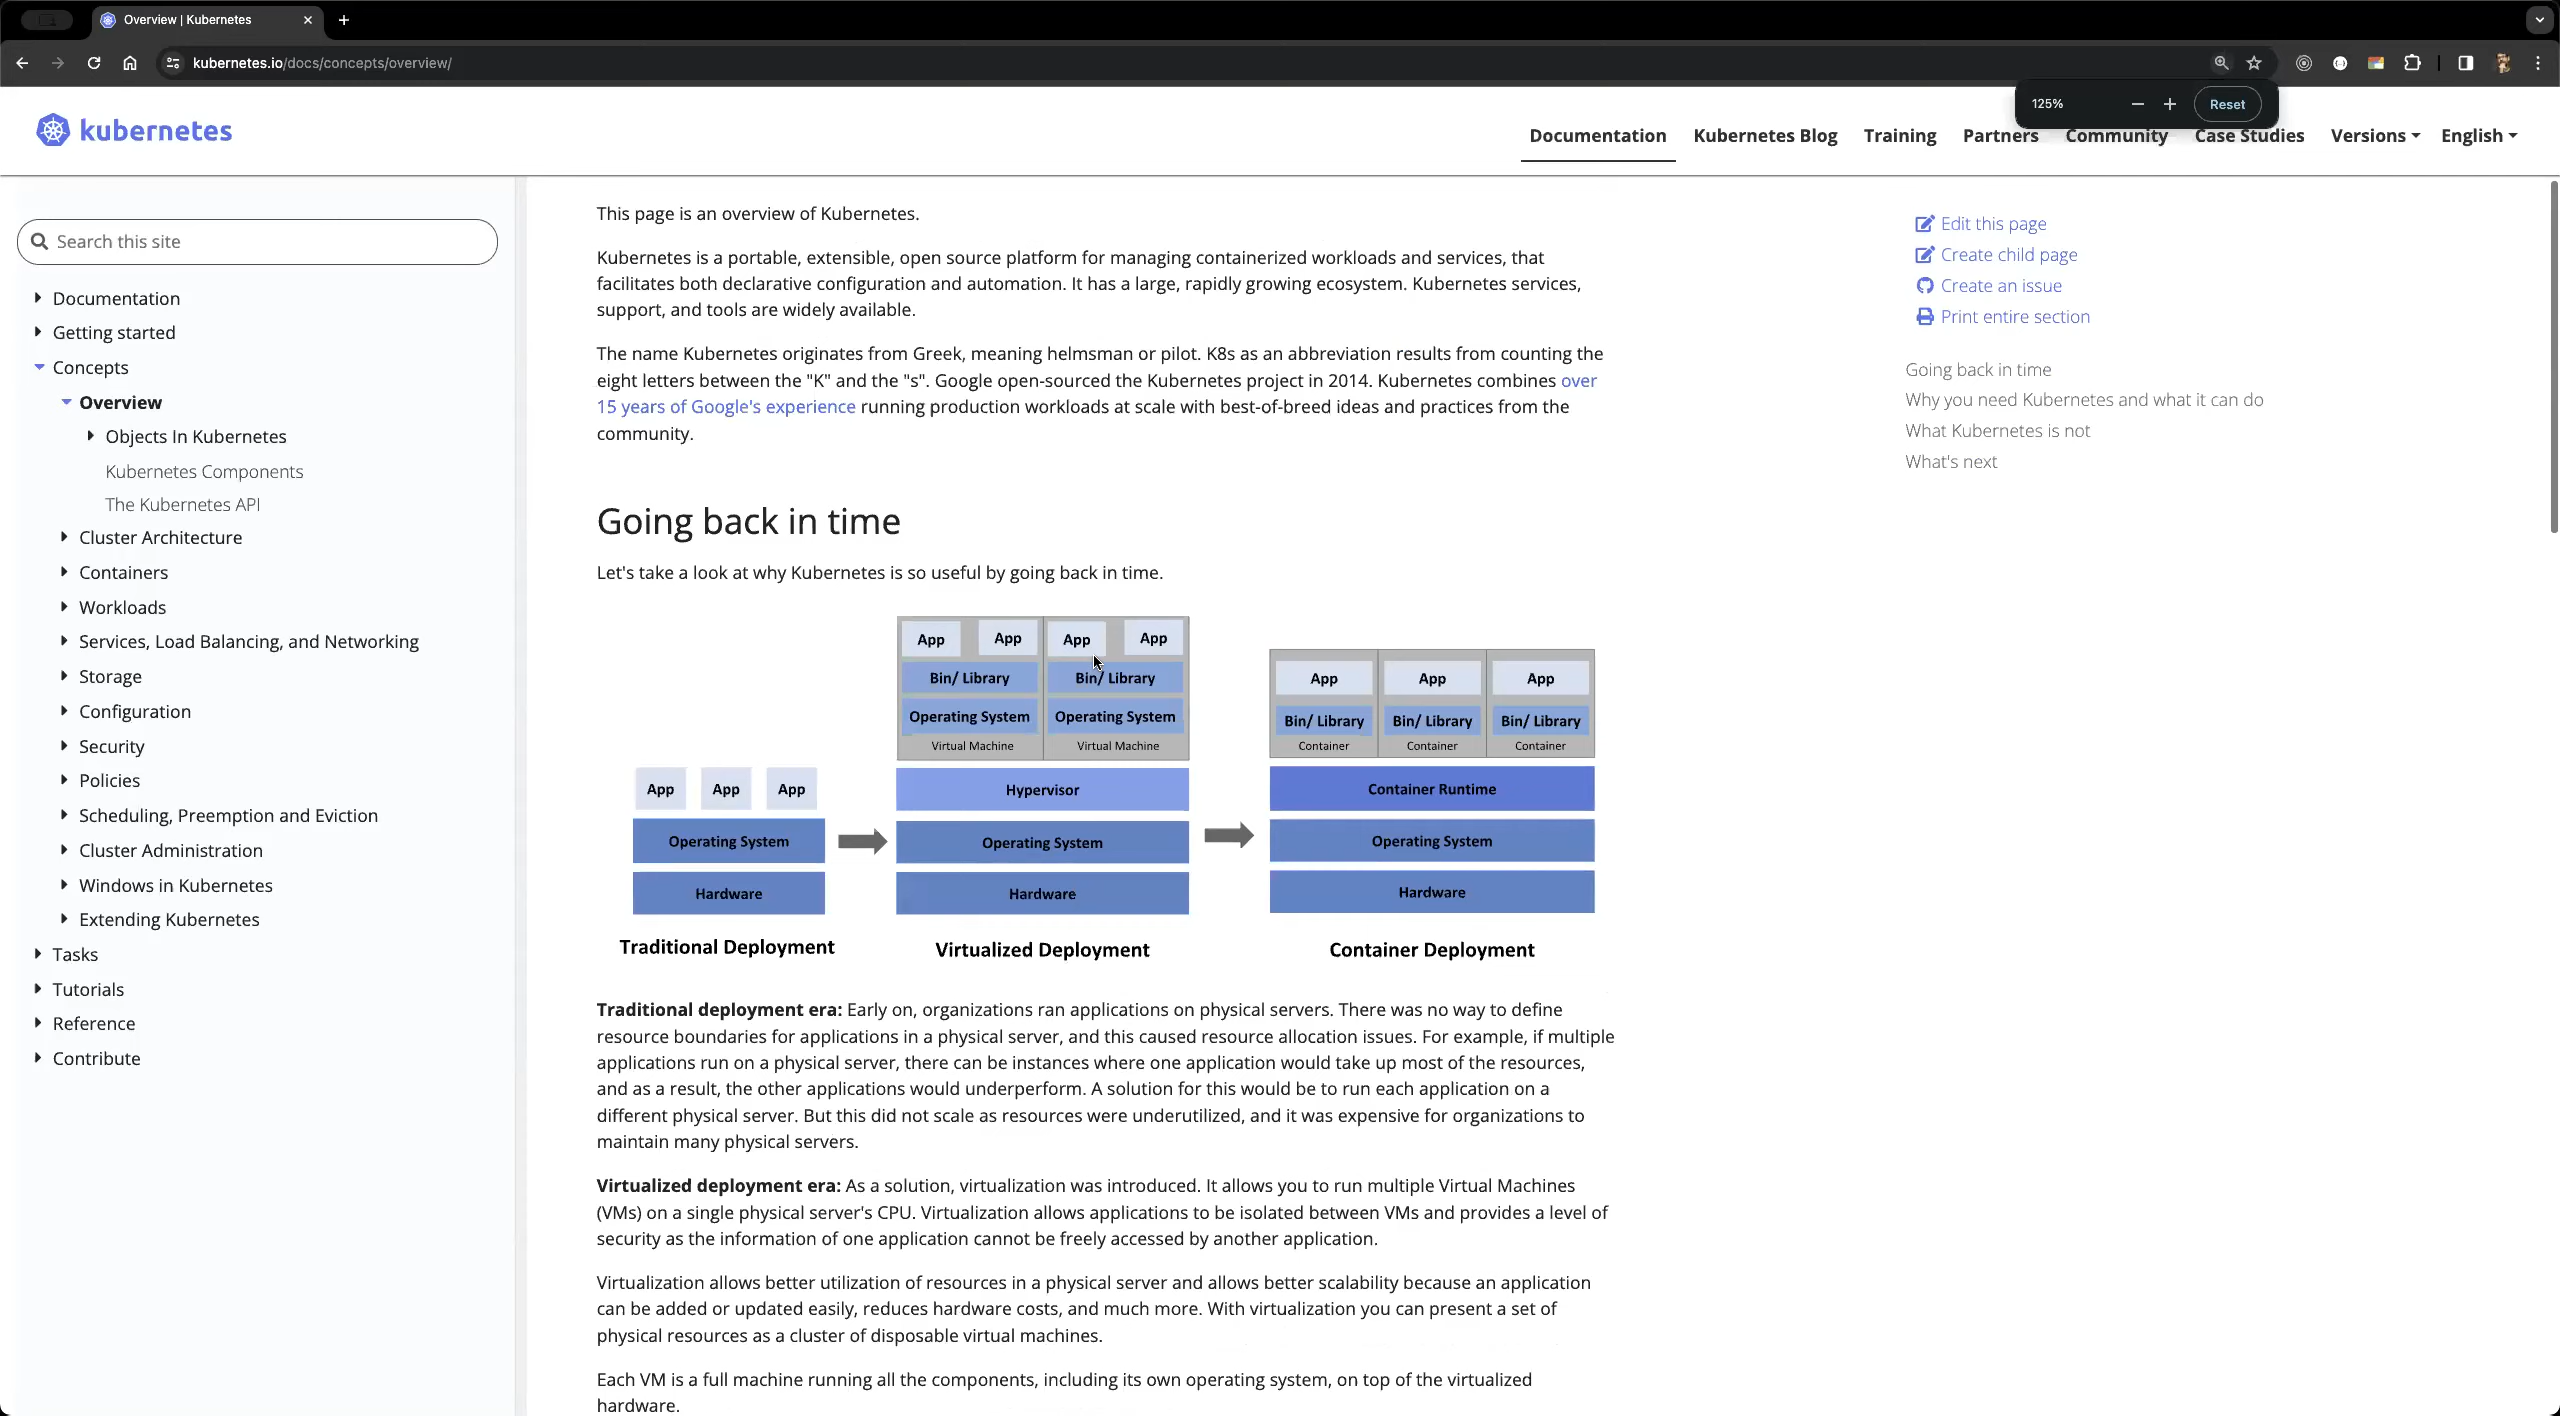 Overview | Kubernetes
kubernetes.io/docs/concepts/overview/
125%
Reset
kubernetes
Documentation
Kubernetes Blog
Training
Partners
Community
Case Studies
Versions
English
Search this site
Documentation
Getting started
Concepts
Overview
Objects In Kubernetes
Kubernetes Components
The Kubernetes API
Cluster Architecture
Containers
Workloads
Services, Load Balancing, and Networking
Storage
Configuration
Security
Policies
Scheduling, Preemption and Eviction
Cluster Administration
Windows in Kubernetes
Extending Kubernetes
Tasks
Tutorials
Reference
Contribute
This page is an overview of Kubernetes.
Kubernetes is a portable, extensible, open source platform for managing containerized workloads and services, that
facilitates both declarative configuration and automation. It has a large, rapidly growing ecosystem. Kubernetes services,
support, and tools are widely available.
The name Kubernetes originates from Greek, meaning helmsman or pilot. K8s as an abbreviation results from counting the
eight letters between the "K" and the "s". Google open-sourced the Kubernetes project in 2014. Kubernetes combines over
15 years of Google's experience running production workloads at scale with best-of-breed ideas and practices from the
community.
Going back in time
Let's take a look at why Kubernetes is so useful by going back in time.
App App App
Operating System
Hardware
Traditional Deployment
App App App App
Bin/ Library Bin/ Library
Operating System Operating System
Virtual Machine Virtual Machine
Hypervisor
Operating System
Hardware
Virtualized Deployment
App App App
Bin/ Library Bin/ Library Bin/ Library
Container Container Container
Container Runtime
Operating System
Hardware
Container Deployment
Traditional deployment era: Early on, organizations ran applications on physical servers. There was no way to define
resource boundaries for applications in a physical server, and this caused resource allocation issues. For example, if multiple
applications run on a physical server, there can be instances where one application would take up most of the resources,
and as a result, the other applications would underperform. A solution for this would be to run each application on a
different physical server. But this did not scale as resources were underutilized, and it was expensive for organizations to
maintain many physical servers.
Virtualized deployment era: As a solution, virtualization was introduced. It allows you to run multiple Virtual Machines
(VMs) on a single physical server's CPU. Virtualization allows applications to be isolated between VMs and provides a level of
security as the information of one application cannot be freely accessed by another application.
Virtualization allows better utilization of resources in a physical server and allows better scalability because an application
can be added or updated easily, reduces hardware costs, and much more. With virtualization you can present a set of
physical resources as a cluster of disposable virtual machines.
Each VM is a full machine running all the components, including its own operating system, on top of the virtualized
hardware.
Edit this page
Create child page
Create an issue
Print entire section
Going back in time
Why you need Kubernetes and what it can do
What Kubernetes is not
What's next